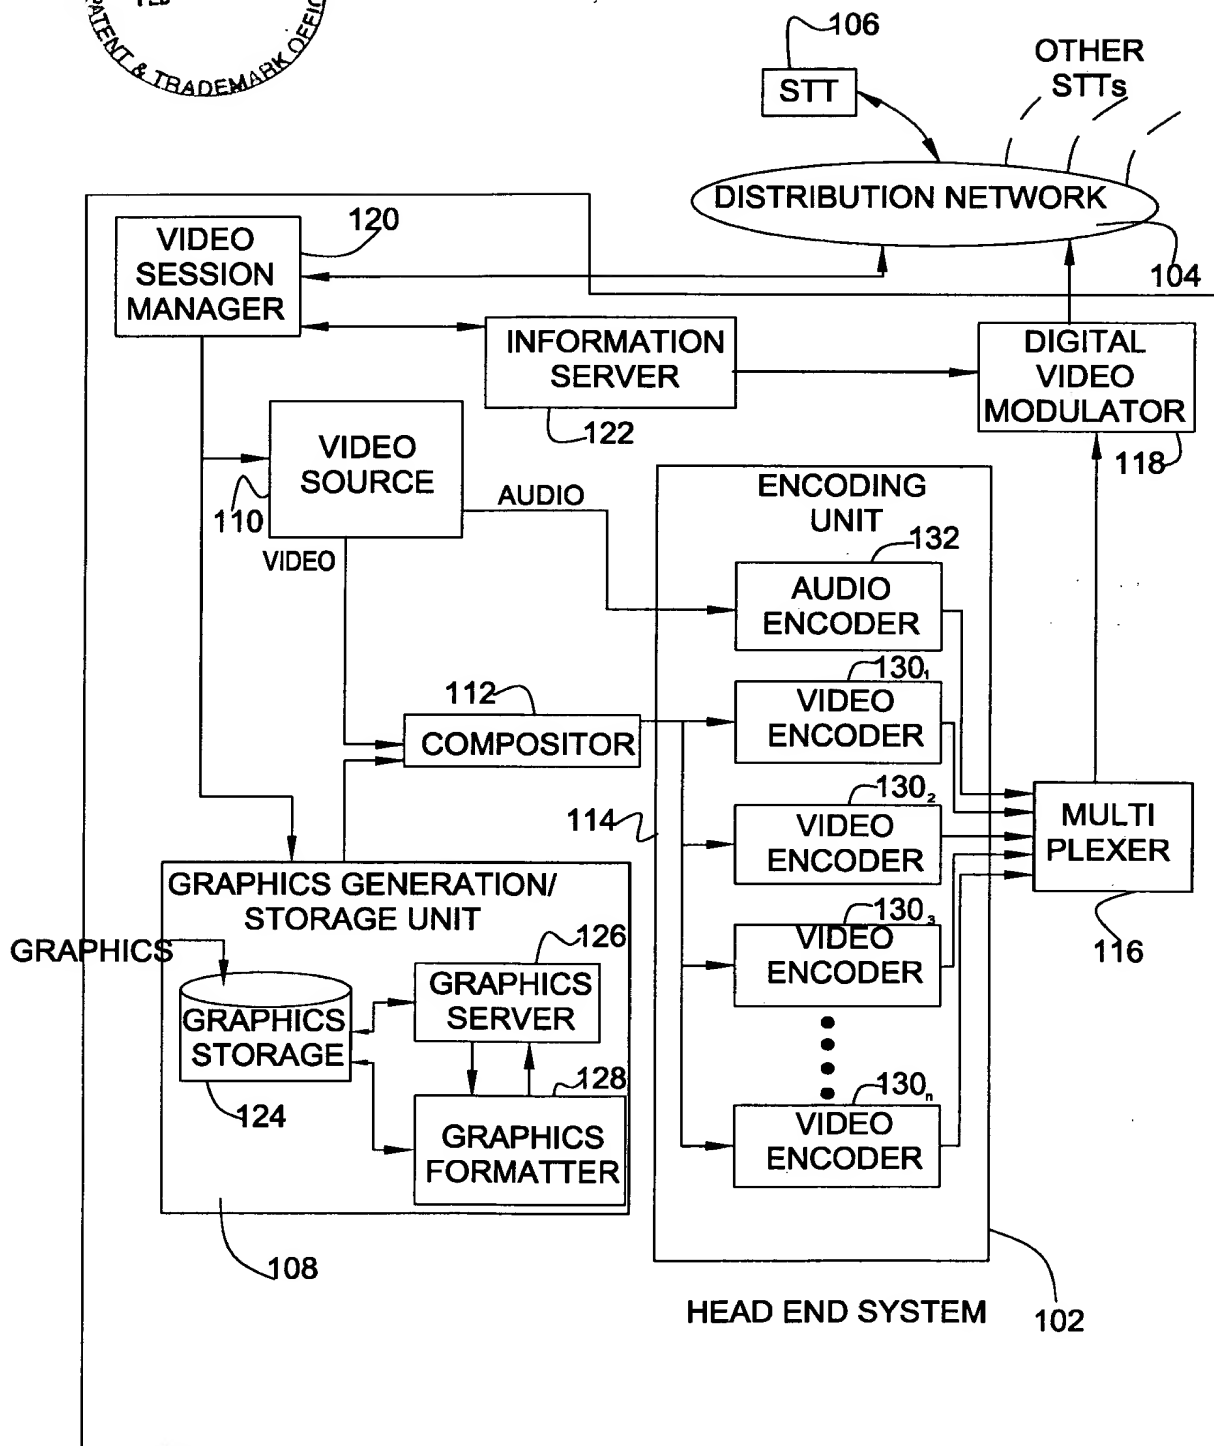 PATENT & TRADEMARK
106
STT
OTHER
STTs
DISTRIBUTION NETWORK
104
120
VIDEO
SESSION
MANAGER
INFORMATION
SERVER
122
DIGITAL
VIDEO
MODULATOR
118
VIDEO
SOURCE
110
AUDIO
VIDEO
ENCODING
UNIT
132
AUDIO
ENCODER
130₁
VIDEO
ENCODER
112
COMPOSITOR
114
130₂
VIDEO
ENCODER
MULTI
PLEXER
116
130₃
VIDEO
ENCODER
130ₙ
VIDEO
ENCODER
GRAPHICS GENERATION/
STORAGE UNIT
GRAPHICS
126
GRAPHICS
SERVER
GRAPHICS
STORAGE
124
128
GRAPHICS
FORMATTER
108
HEAD END SYSTEM
102